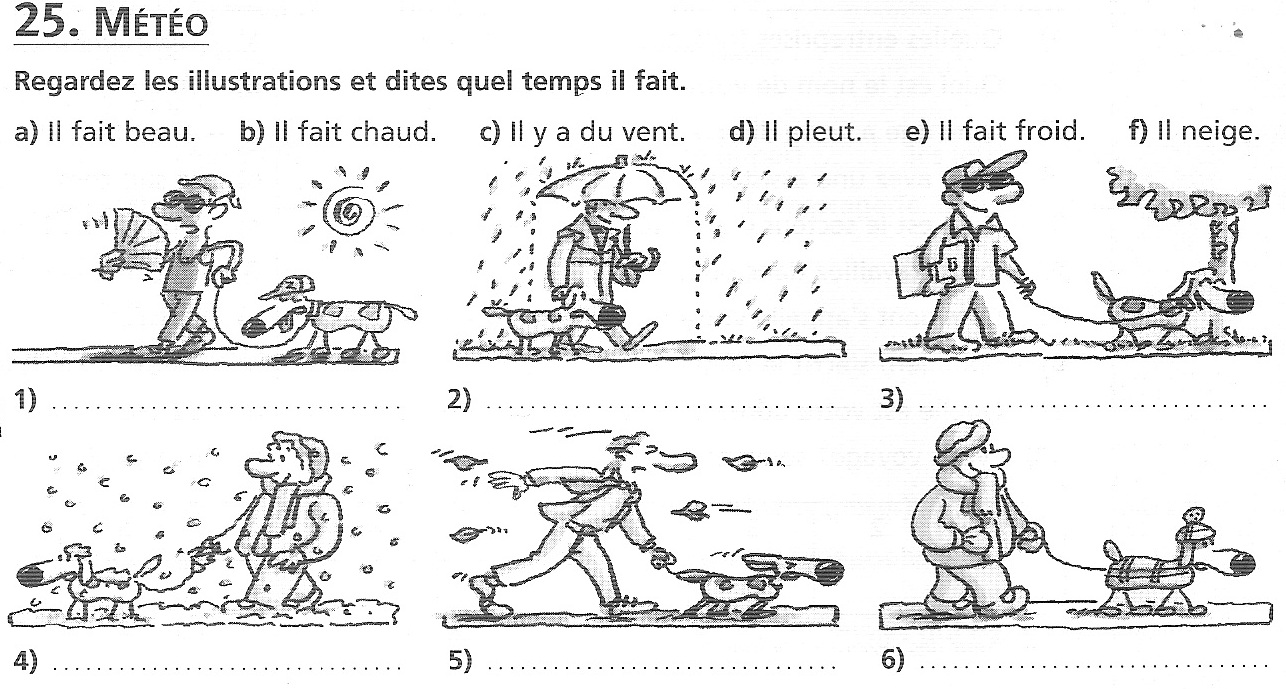 25. MÉTÉO
Regardez les illustrations et dites quel temps il fait.
a) Il fait beau. b) Il fait chaud. c) Il y a du vent. d) Il pleut. e) Il fait froid. f) Il neige.
1) ........................................ 2) ........................................ 3) ........................................
4) ........................................ 5) ........................................ 6) ........................................